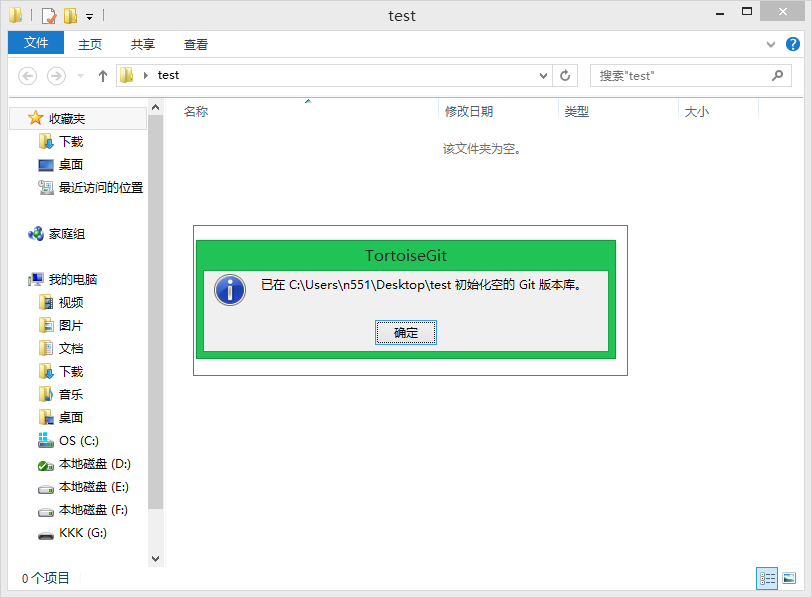 test
文件 主页 共享 查看
test 搜索"test"
名称 修改日期 类型 大小
该文件夹为空。
收藏夹
下载
桌面
最近访问的位置
家庭组
我的电脑
视频
图片
文档
下载
音乐
桌面
OS (C:)
本地磁盘 (D:)
本地磁盘 (E:)
本地磁盘 (F:)
KKK (G:)
TortoiseGit
已在 C:\Users\n551\Desktop\test 初始化空的 Git 版本库。
确定
0 个项目